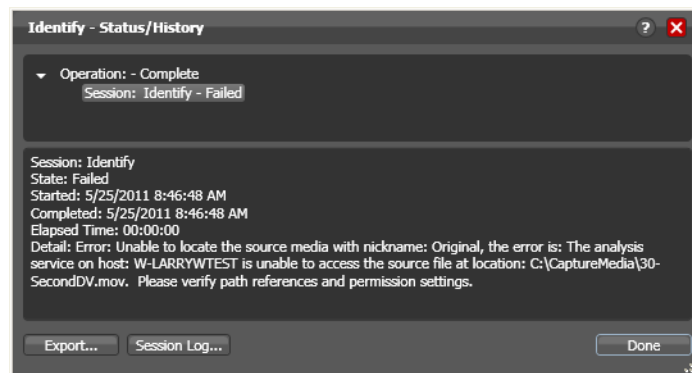 Identify - Status/History
?
Operation: - Complete
Session: Identify - Failed
Session: Identify
State: Failed
Started: 5/25/2011 8:46:48 AM
Completed: 5/25/2011 8:46:48 AM
Elapsed Time: 00:00:00
Detail: Error: Unable to locate the source media with nickname: Original, the error is: The analysis
service on host: W-LARRYWTEST is unable to access the source file at location: C:\CaptureMedia\30-
SecondDV.mov.  Please verify path references and permission settings.
Export... Session Log... Done